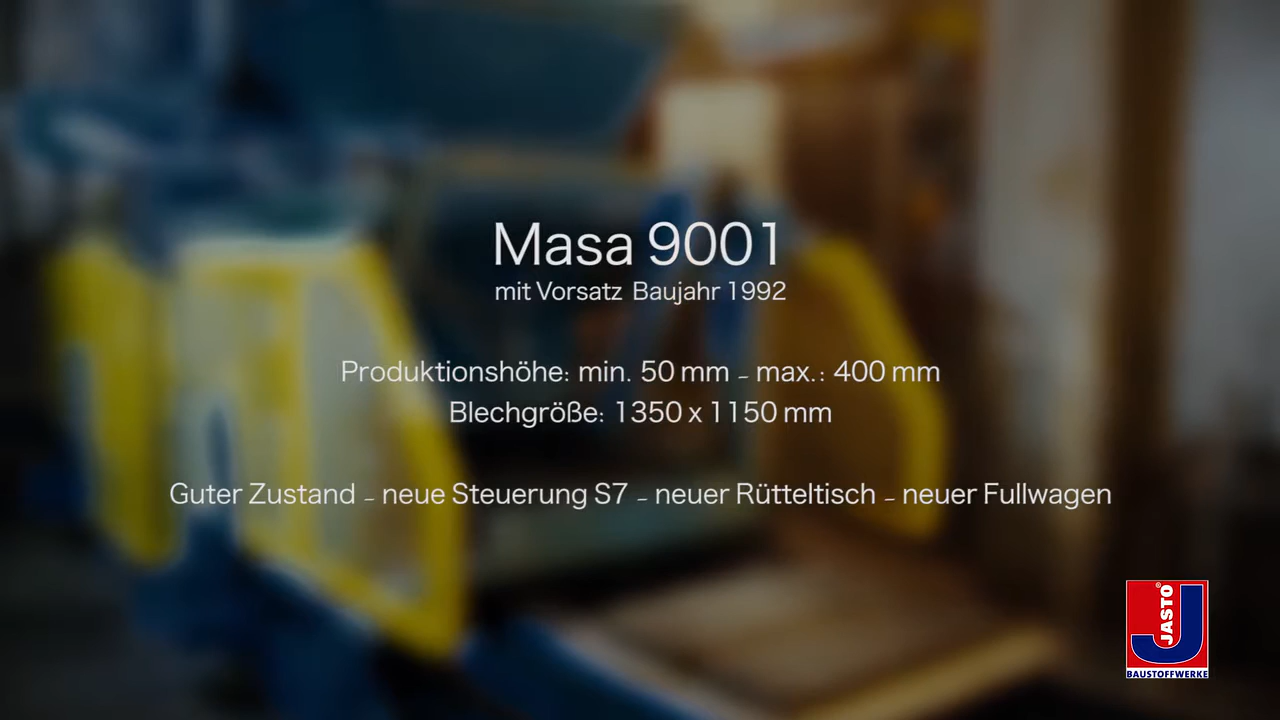 Masa 9001
mit Vorsatz Baujahr 1992
Produktionshöhe: min. 50 mm - max.: 400 mm
Blechgröße: 1350 x 1150 mm
Guter Zustand - neue Steuerung S7 - neuer Rütteltisch - neuer Fullwagen
JASTO®
BAUSTOFFWERKE